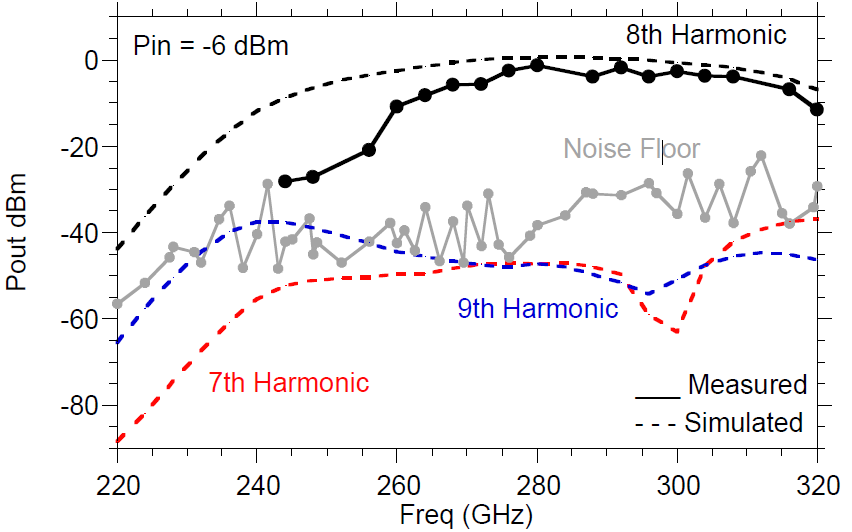 Pin = -6 dBm
8th Harmonic
Noise Floor
9th Harmonic
7th Harmonic
___ Measured
- - - Simulated
Pout dBm
0
-20
-40
-60
-80
220 240 260 280 300 320
Freq (GHz)